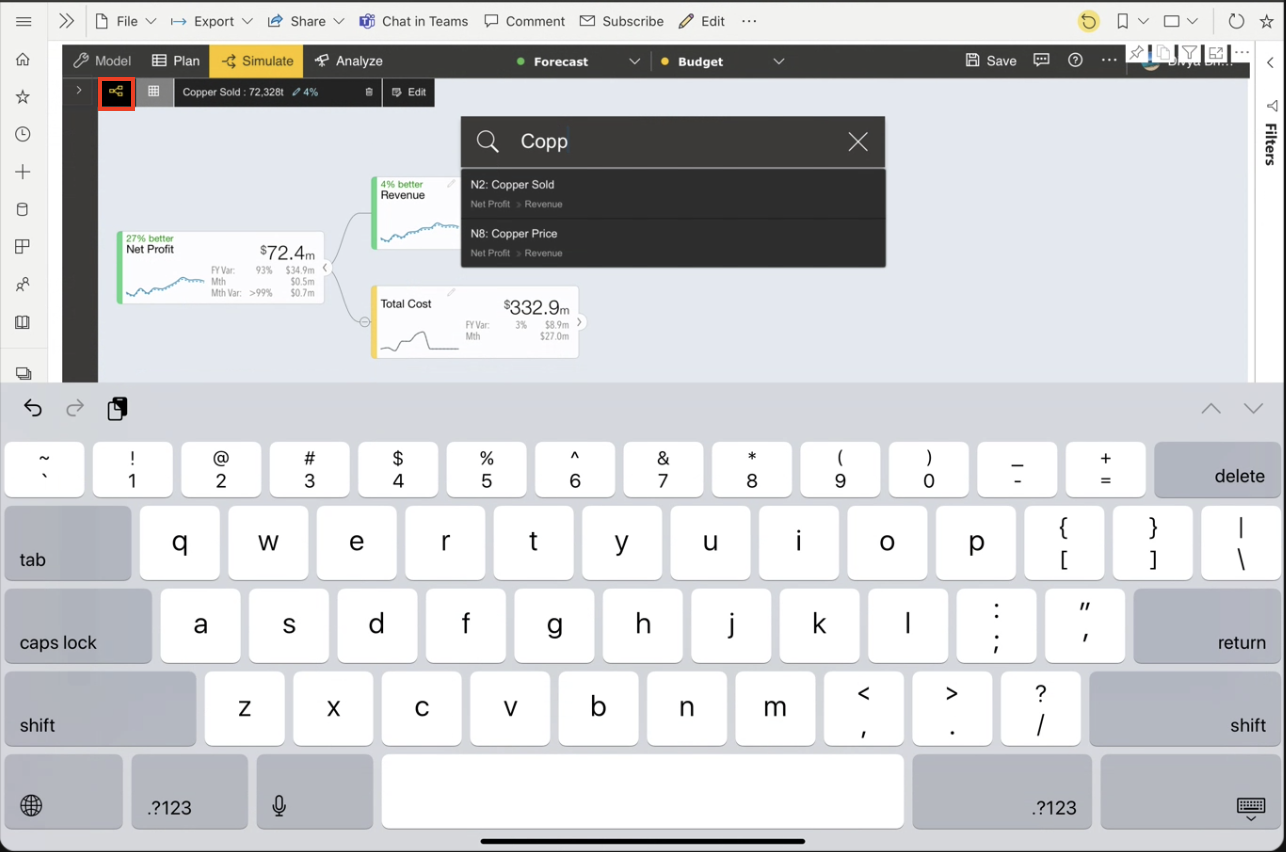 File Export Share Chat in Teams Comment Subscribe Edit ...
Model Plan Simulate Analyze Forecast Budget Save ...
Copper Sold : 72,328t 4% Edit
Filters
Copp
N2: Copper Sold
Net Profit > Revenue
N8: Copper Price
Net Profit > Revenue
4% better
Revenue
27% better
Net Profit
$72.4m
FY Var: 93% $34.9m
Mth $0.5m
Mth Var: >99% $0.7m
Total Cost
$332.9m
FY Var: 3% $8.9m
Mth $27.0m
~ ! @ # $ % ^ & * ( ) _ +
` 1 2 3 4 5 6 7 8 9 0 - = delete
tab q w e r t y u i o p { [ } ] | \
caps lock a s d f g h j k l : ; " ' return
shift z x c v b n m < , > . ? / shift
.?123 .?123